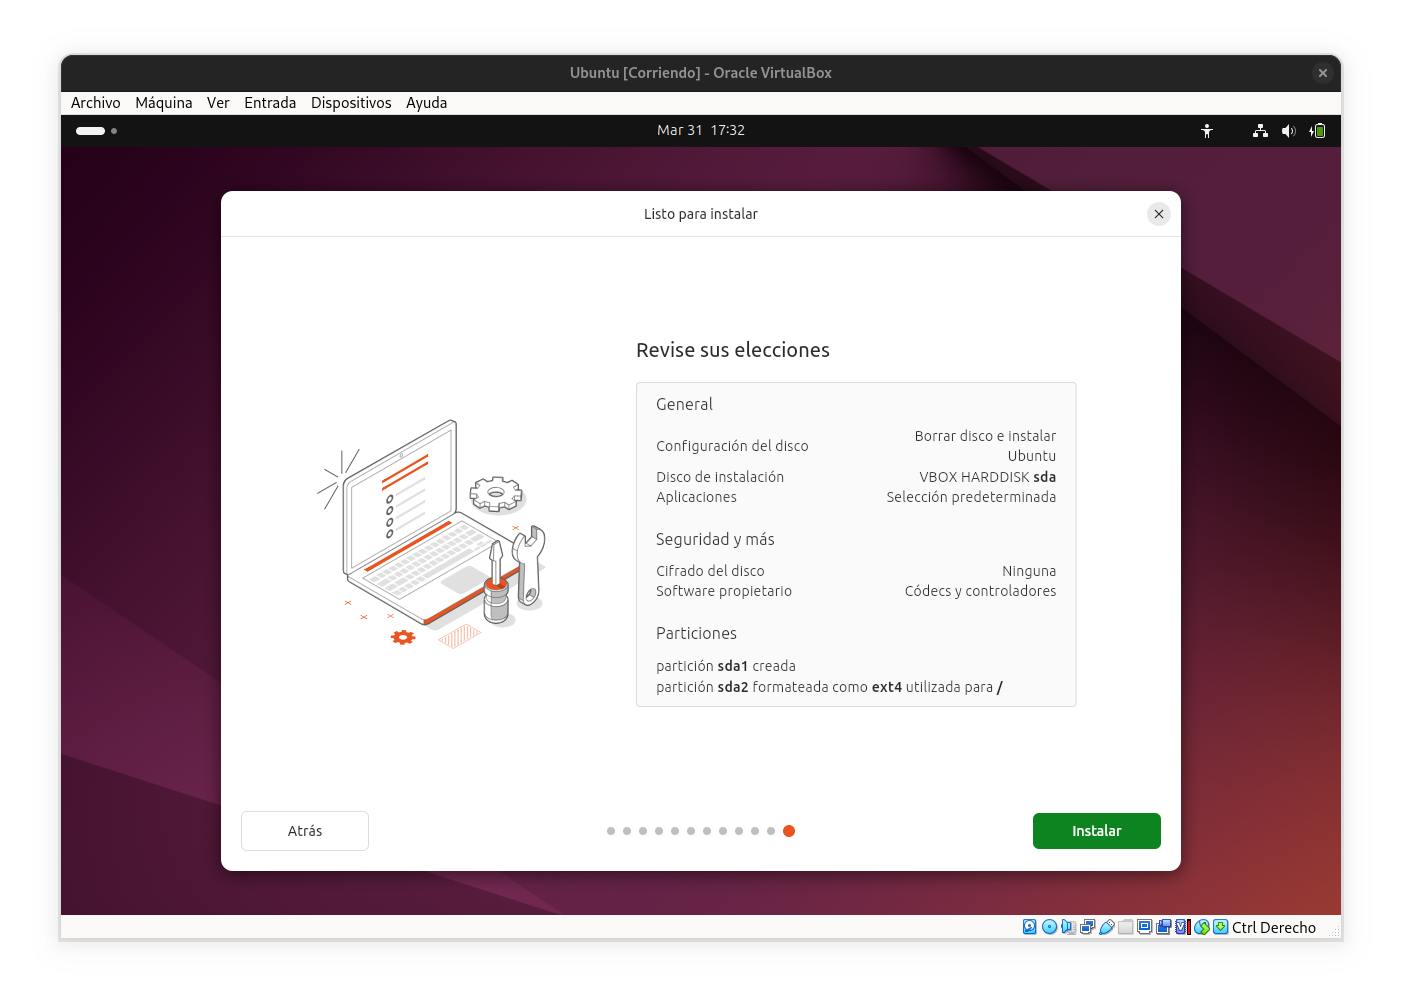 Ubuntu [Corriendo] - Oracle VirtualBox
Archivo Máquina Ver Entrada Dispositivos Ayuda
Mar 31 17:32
Listo para instalar
Revise sus elecciones
General
Configuración del disco Borrar disco e instalar Ubuntu
Disco de instalación VBOX HARDDISK sda
Aplicaciones Selección predeterminada
Seguridad y más
Cifrado del disco Ninguna
Software propietario Códecs y controladores
Particiones
partición sda1 creada
partición sda2 formateada como ext4 utilizada para /
Atrás
Instalar
Ctrl Derecho